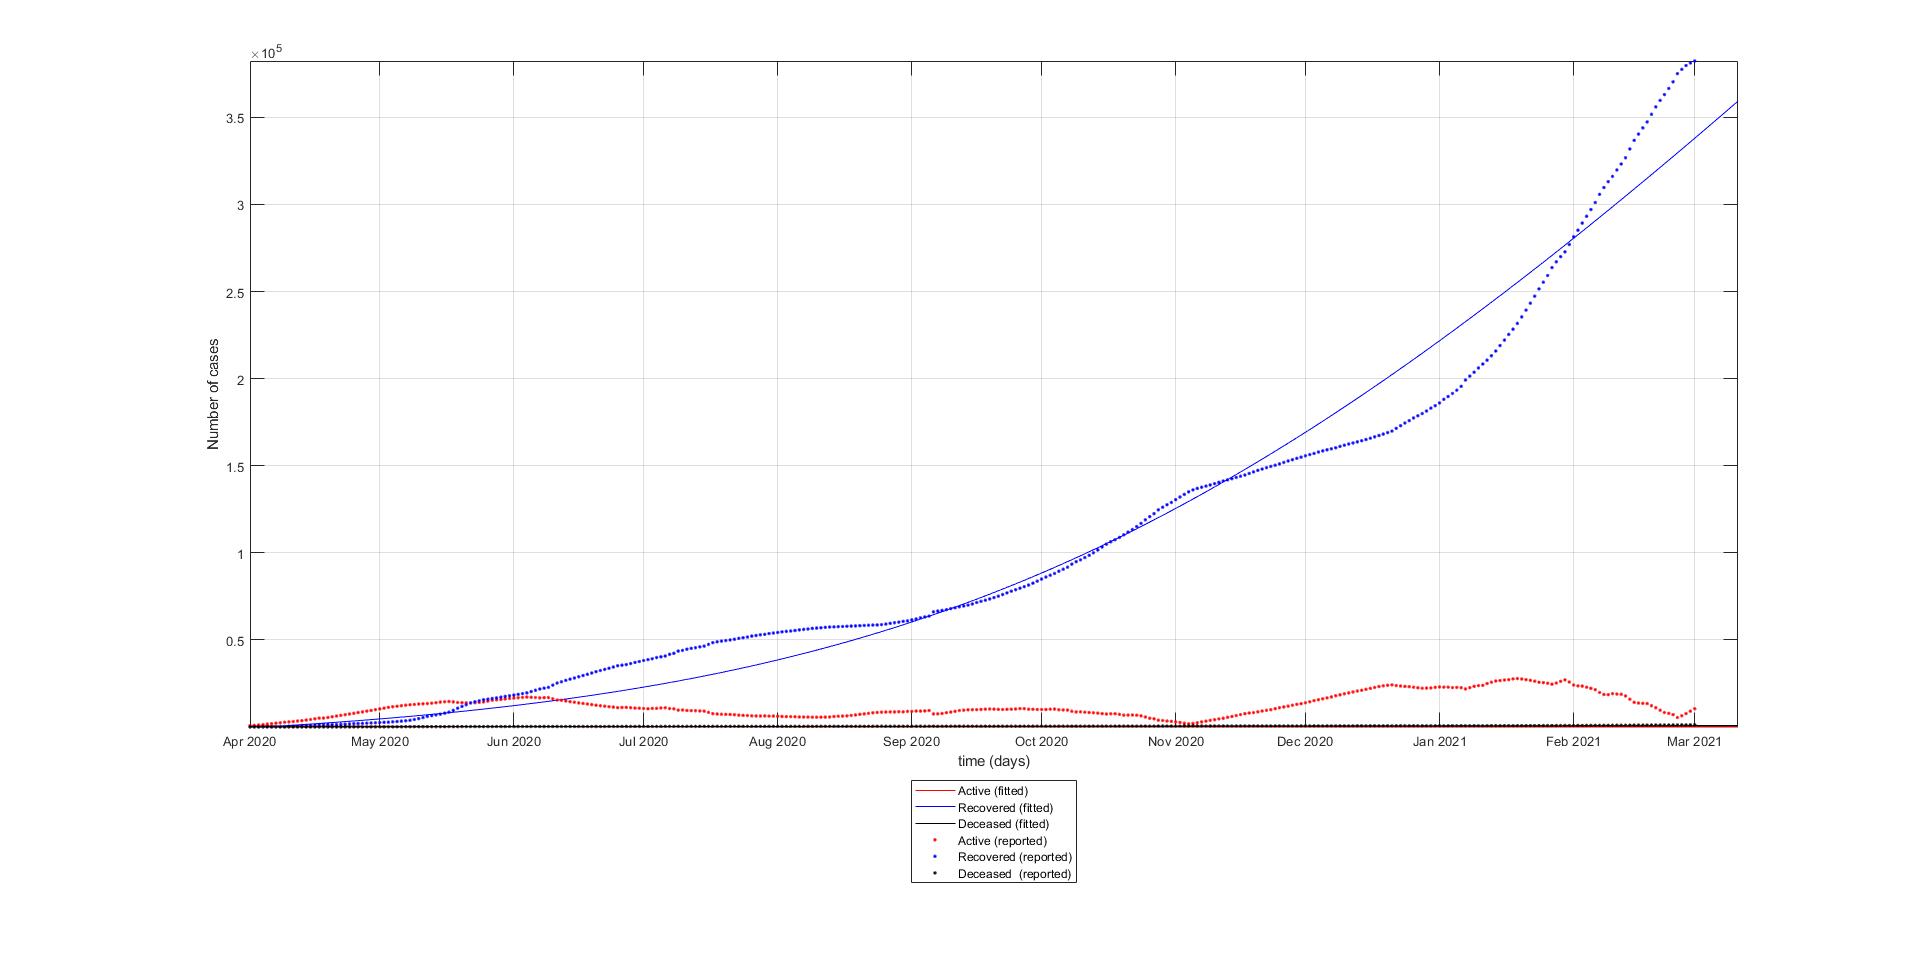 ×10^5
3.5
3
2.5
2
1.5
1
0.5
Number of cases
Apr 2020 May 2020 Jun 2020 Jul 2020 Aug 2020 Sep 2020 Oct 2020 Nov 2020 Dec 2020 Jan 2021 Feb 2021 Mar 2021
time (days)
Active (fitted)
Recovered (fitted)
Deceased (fitted)
Active (reported)
Recovered (reported)
Deceased  (reported)